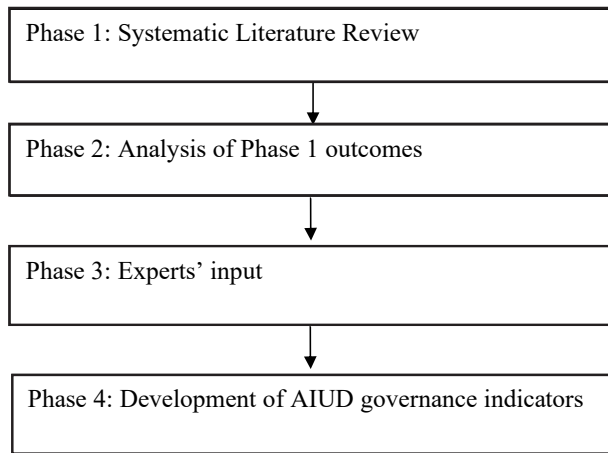 Phase 1: Systematic Literature Review
Phase 2: Analysis of Phase 1 outcomes
Phase 3: Experts’ input
Phase 4: Development of AIUD governance indicators